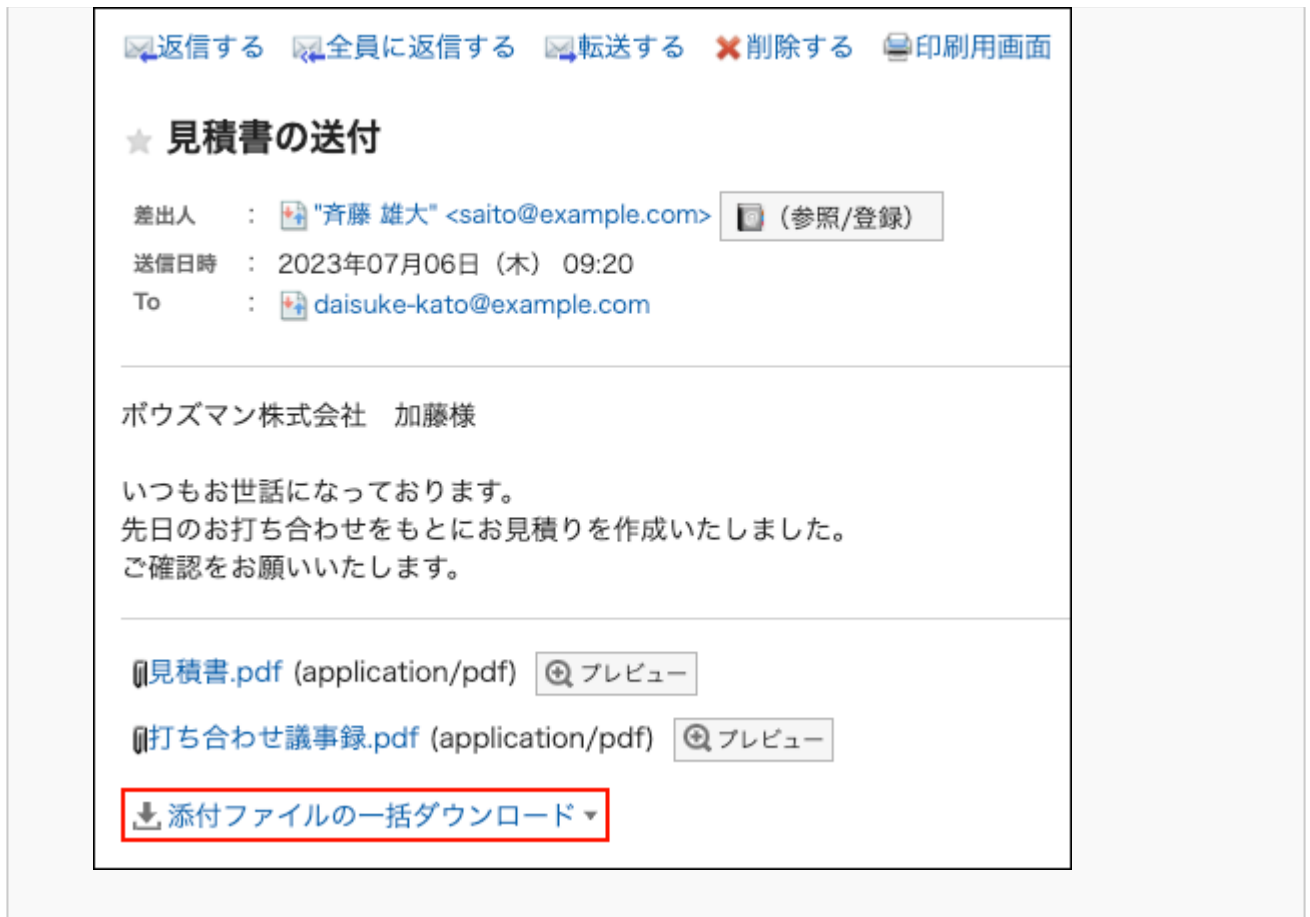 返信する 全員に返信する 転送する 削除する 印刷用画面
見積書の送付
差出人 : "斉藤 雄大" <saito@example.com> （参照/登録）
送信日時 : 2023年07月06日（木） 09:20
To : daisuke-kato@example.com
ボウズマン株式会社　加藤様
いつもお世話になっております。
先日のお打ち合わせをもとにお見積りを作成いたしました。
ご確認をお願いいたします。
見積書.pdf (application/pdf) プレビュー
打ち合わせ議事録.pdf (application/pdf) プレビュー
添付ファイルの一括ダウンロード